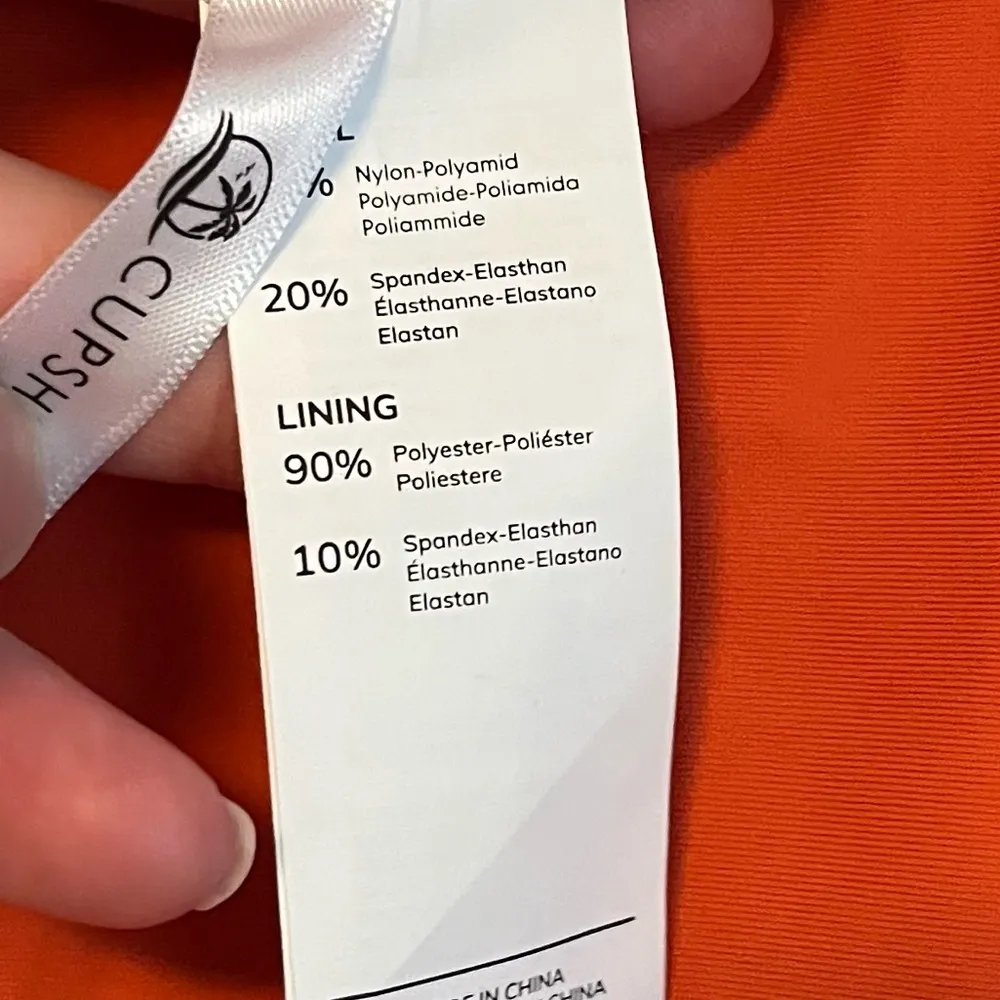 CUPSH
L
%
Nylon-Polyamid
Polyamide-Poliamida
Poliammide
20%
Spandex-Elasthan
Élasthanne-Elastano
Elastan
LINING
90%
Polyester-Poliéster
Poliestere
10%
Spandex-Elasthan
Élasthanne-Elastano
Elastan
IN CHINA
CHINA